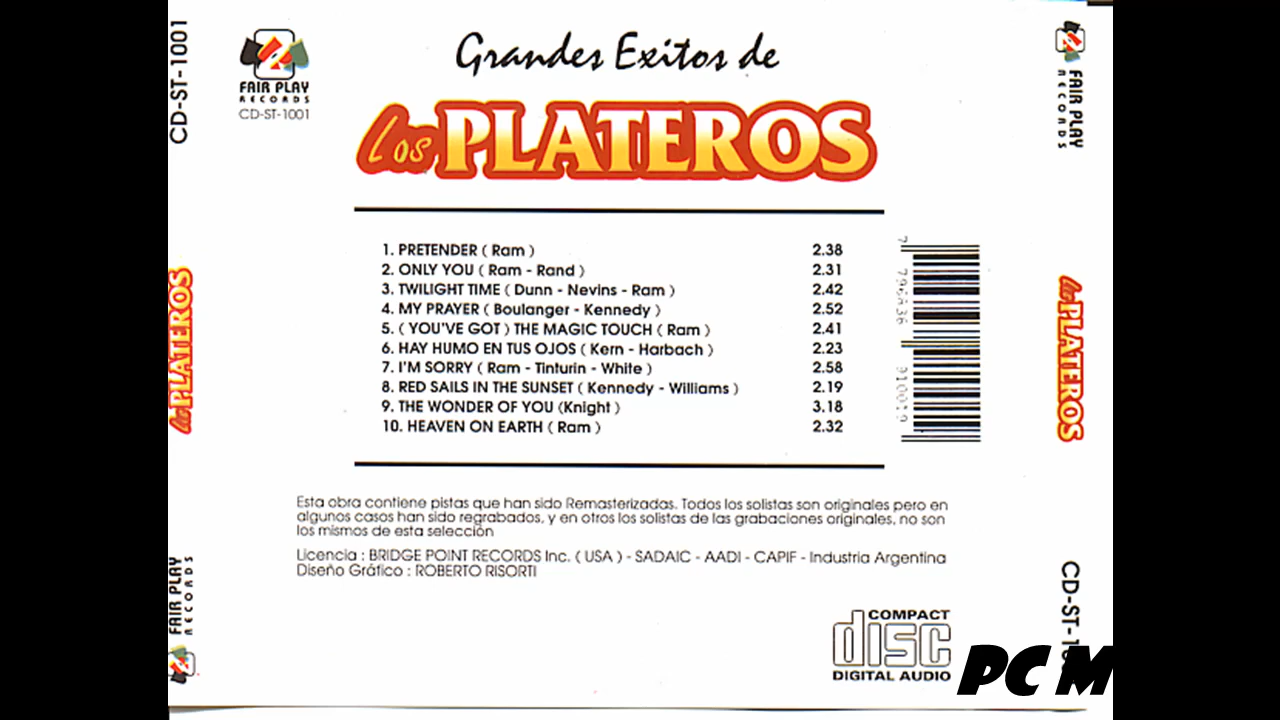 CD-ST-1001
FAIR PLAY
RECORDS
CD-ST-1001
Grandes Exitos de
Los PLATEROS
FAIR PLAY
RECORDS
1. PRETENDER ( Ram ) 2.38
2. ONLY YOU ( Ram - Rand ) 2.31
3. TWILIGHT TIME ( Dunn - Nevins - Ram ) 2.42
4. MY PRAYER ( Boulanger - Kennedy ) 2.52
5. ( YOU'VE GOT ) THE MAGIC TOUCH ( Ram ) 2.41
6. HAY HUMO EN TUS OJOS ( Kern - Harbach ) 2.23
7. I'M SORRY ( Ram - Tinturin - White ) 2.58
8. RED SAILS IN THE SUNSET ( Kennedy - Williams ) 2.19
9. THE WONDER OF YOU (Knight ) 3.18
10. HEAVEN ON EARTH ( Ram ) 2.32
Los PLATEROS
Los PLATEROS
Esta obra contiene pistas que han sido Remasterizadas. Todos los solistas son originales pero en
algunos casos han sido regrabados, y en otros los solistas de las grabaciones originales, no son
los mismos de esta selección
Licencia : BRIDGE POINT RECORDS Inc. ( USA ) - SADAIC - AADI - CAPIF - Industria Argentina
Diseño Gráfico : ROBERTO RISORTI
FAIR PLAY
RECORDS
COMPACT
disc
DIGITAL AUDIO
PC M